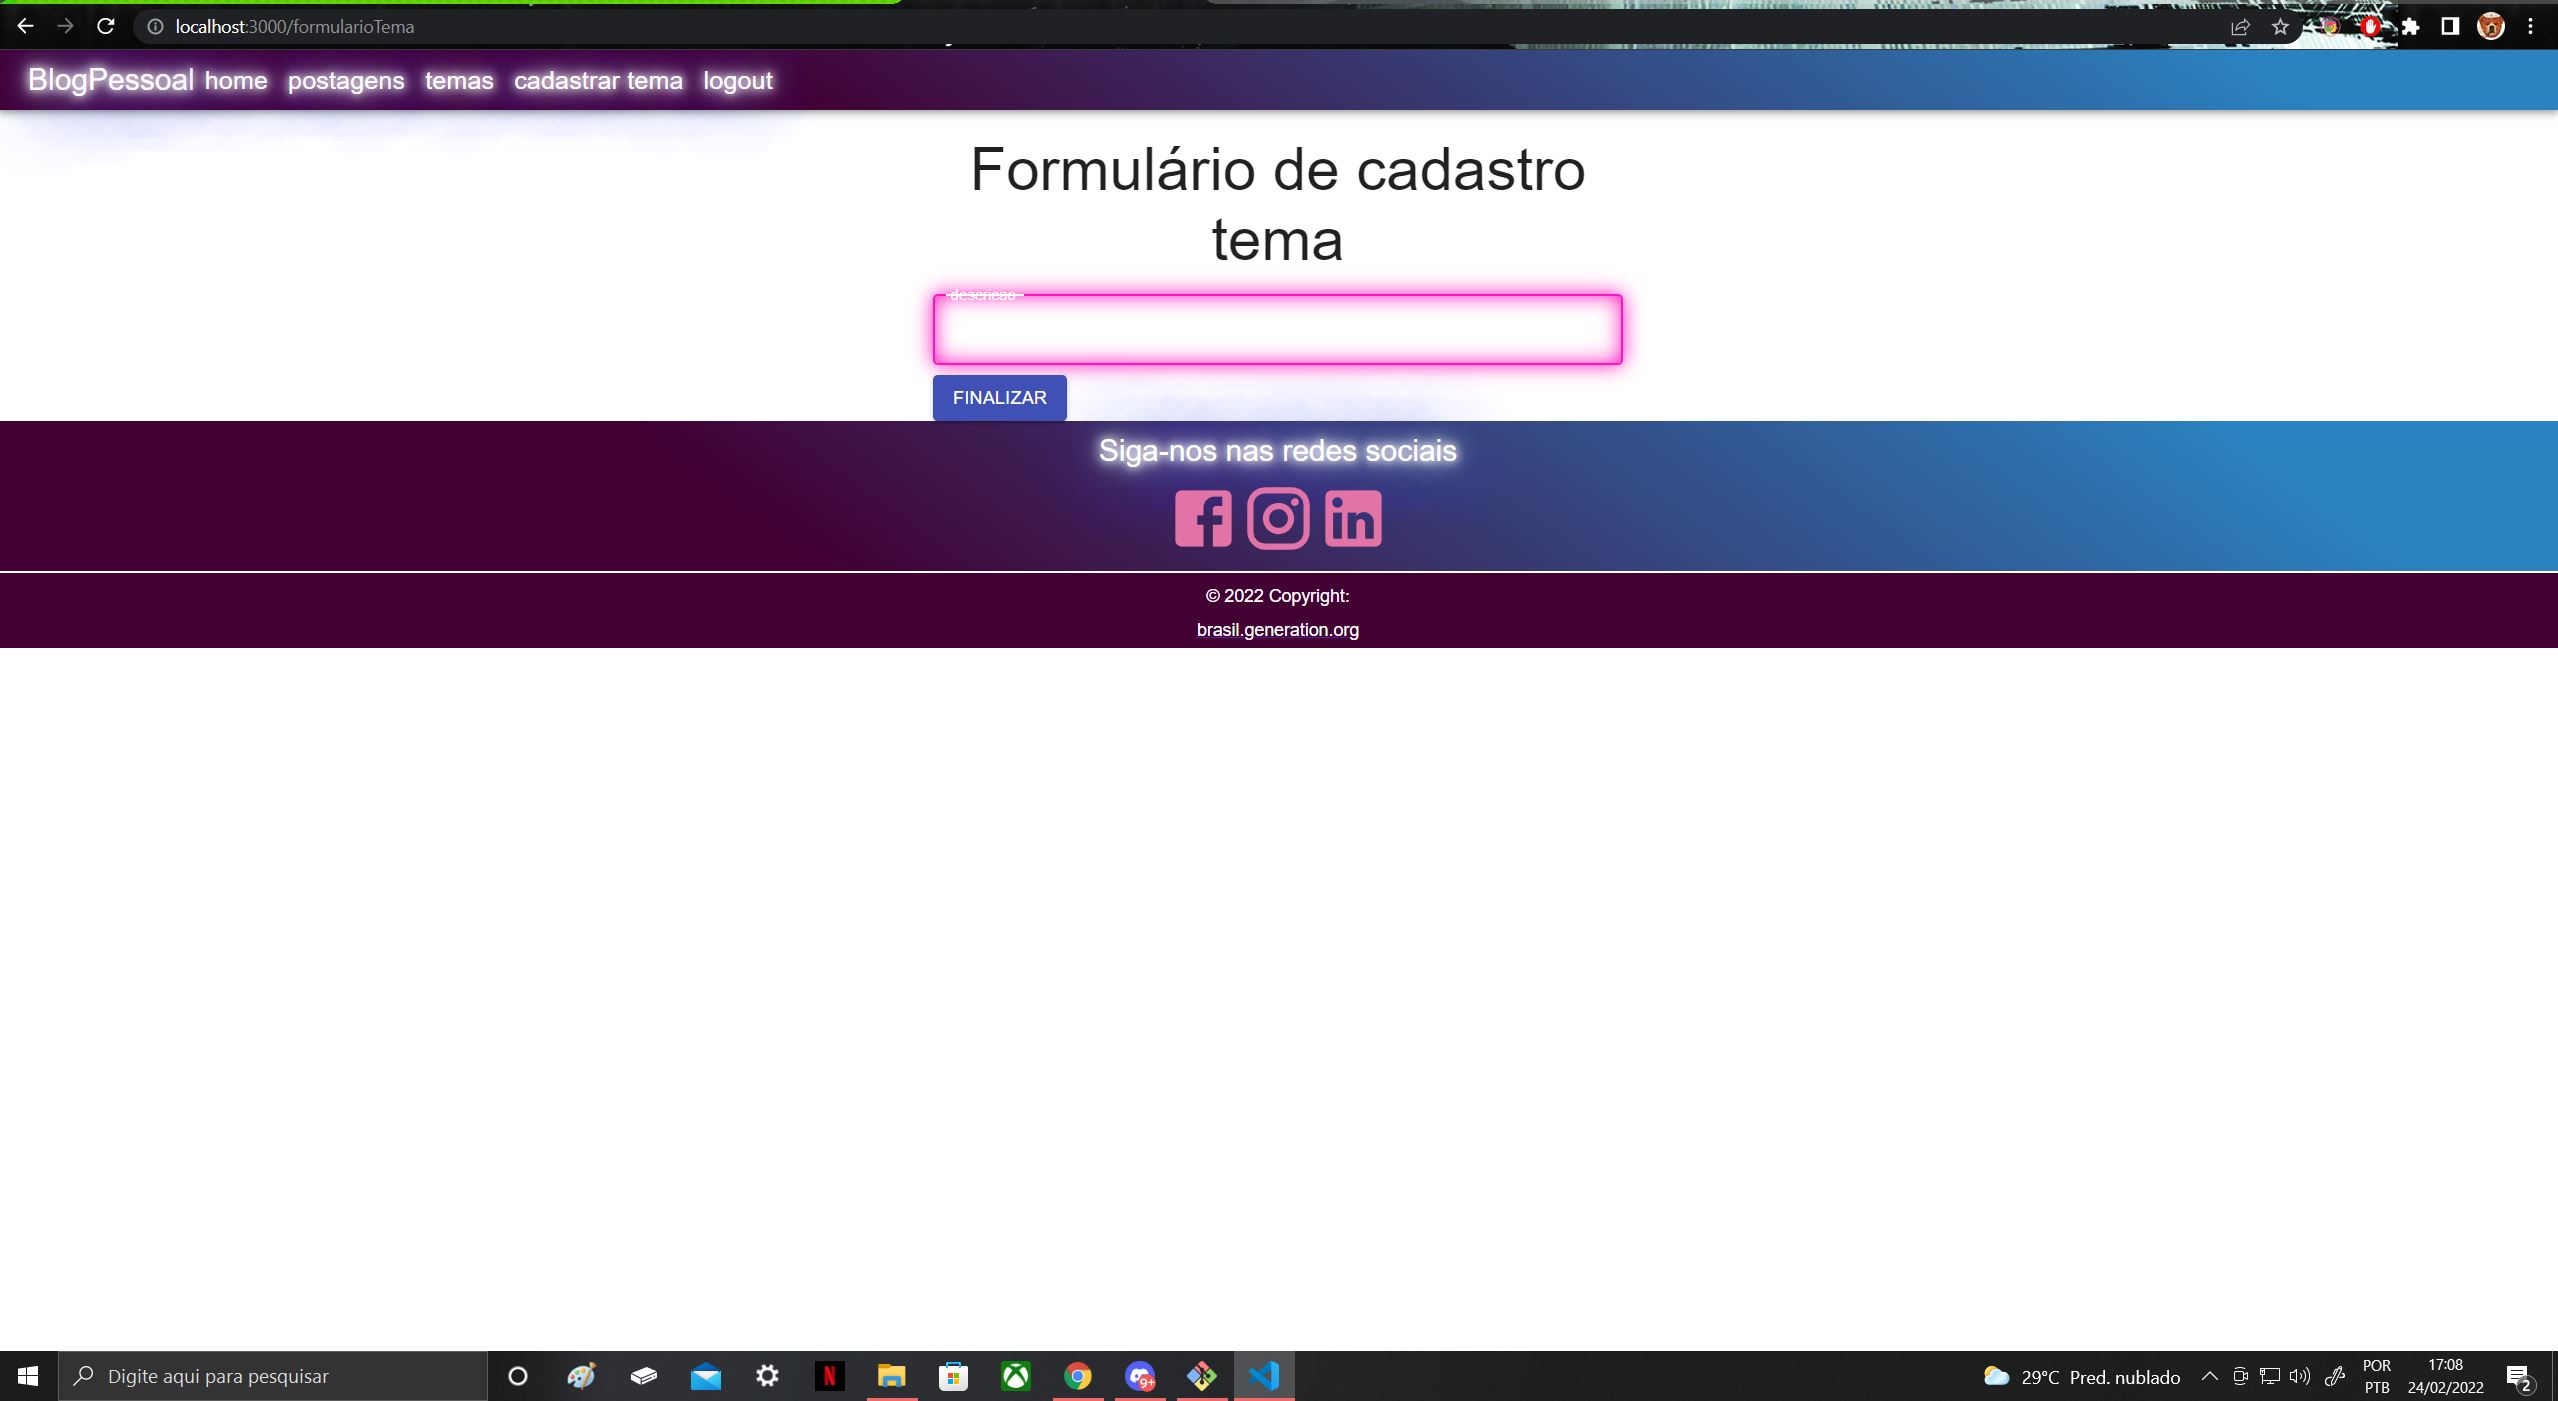 localhost:3000/formularioTema
BlogPessoal home postagens temas cadastrar tema logout
Formulário de cadastro
tema
descricao
FINALIZAR
Siga-nos nas redes sociais
© 2022 Copyright:
brasil.generation.org
Digite aqui para pesquisar
N
9+
29°C Pred. nublado
POR
PTB
17:08
24/02/2022
2